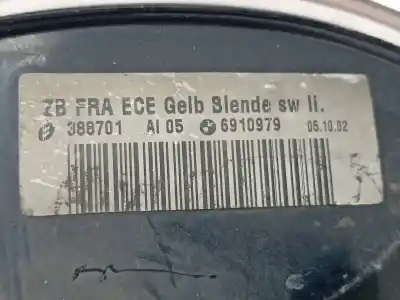 ZB FRA ECE Gelb Blende sw li.
388701 AI 05 6910979 05.10.02